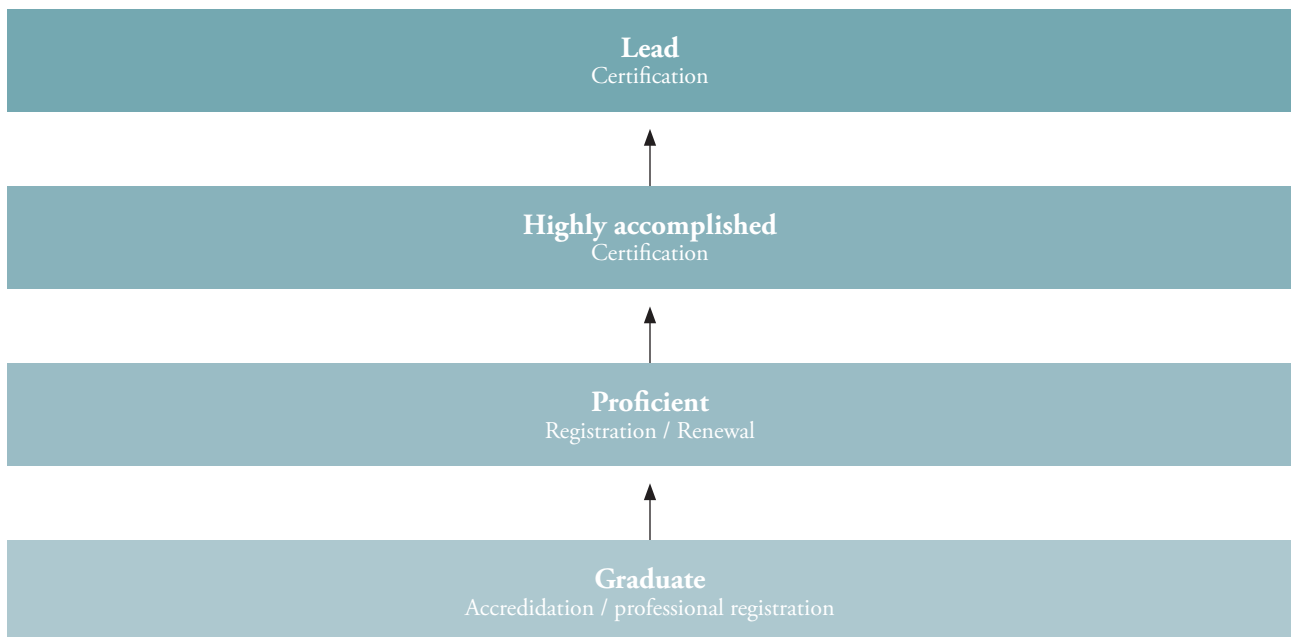 Lead
Certification
Highly accomplished
Certification
Proficient
Registration / Renewal
Graduate
Accredidation / professional registration